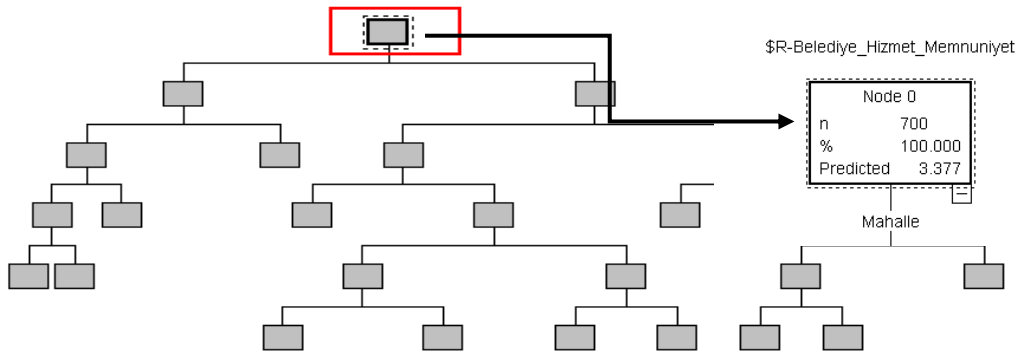 $R-Belediye_Hizmet_Memnuniyet
Node 0
n 700
% 100.000
Predicted 3.377
Mahalle